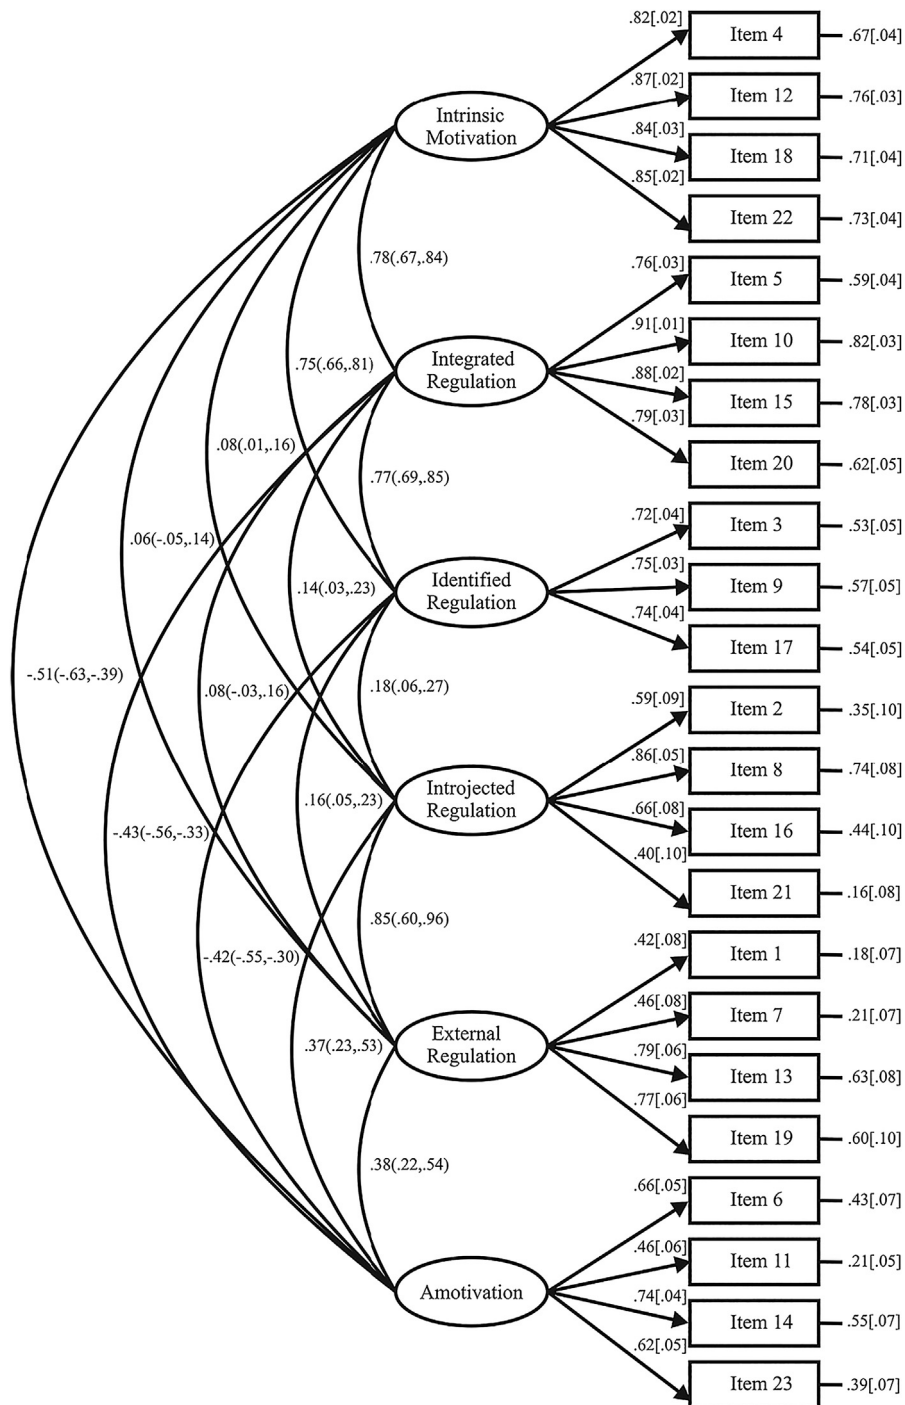 .82[.02]
Item 4
.67[.04]
.87[.02]
Item 12
.76[.03]
Intrinsic
Motivation
.84[.03]
Item 18
.71[.04]
.85[.02]
Item 22
.73[.04]
.78(.67,.84)
.76[.03]
Item 5
.59[.04]
.91[.01]
Item 10
.82[.03]
Integrated
Regulation
.75(.66,.81)
.88[.02]
Item 15
.78[.03]
.79[.03]
.08(.01,.16)
Item 20
.62[.05]
.77(.69,.85)
.72[.04]
Item 3
.53[.05]
.06(-.05,.14)
.75[.03]
Item 9
.57[.05]
Identified
Regulation
.14(.03,.23)
.74[.04]
Item 17
.54[.05]
-.51(-.63,-.39)
.08(-.03,.16)
.18(.06,.27)
.59[.09]
Item 2
.35[.10]
.86[.05]
Item 8
.74[.08]
Introjected
Regulation
.16(.05,.23)
.66[.08]
Item 16
.44[.10]
-.43(-.56,-.33)
.40[.10]
Item 21
.16[.08]
.85(.60,.96)
.42[.08]
Item 1
.18[.07]
-.42(-.55,-.30)
.46[.08]
Item 7
.21[.07]
External
Regulation
.37(.23,.53)
.79[.06]
Item 13
.63[.08]
.77[.06]
Item 19
.60[.10]
.38(.22,.54)
.66[.05]
Item 6
.43[.07]
.46[.06]
Item 11
.21[.05]
Amotivation
.74[.04]
Item 14
.55[.07]
.62[.05]
Item 23
.39[.07]